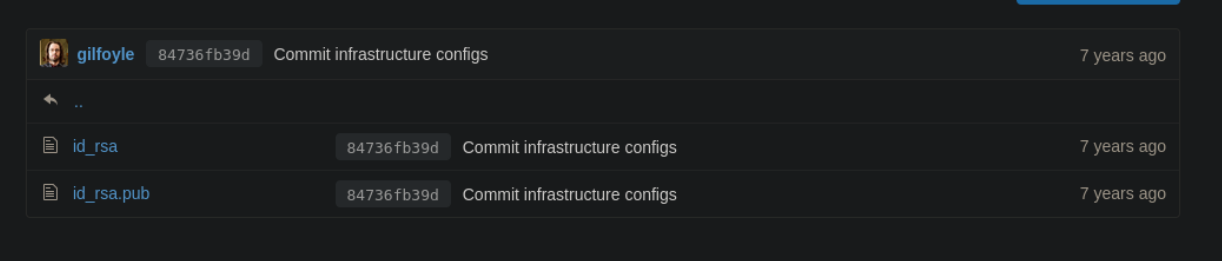 gilfoyle 84736fb39d Commit infrastructure configs 7 years ago
..
id_rsa 84736fb39d Commit infrastructure configs 7 years ago
id_rsa.pub 84736fb39d Commit infrastructure configs 7 years ago